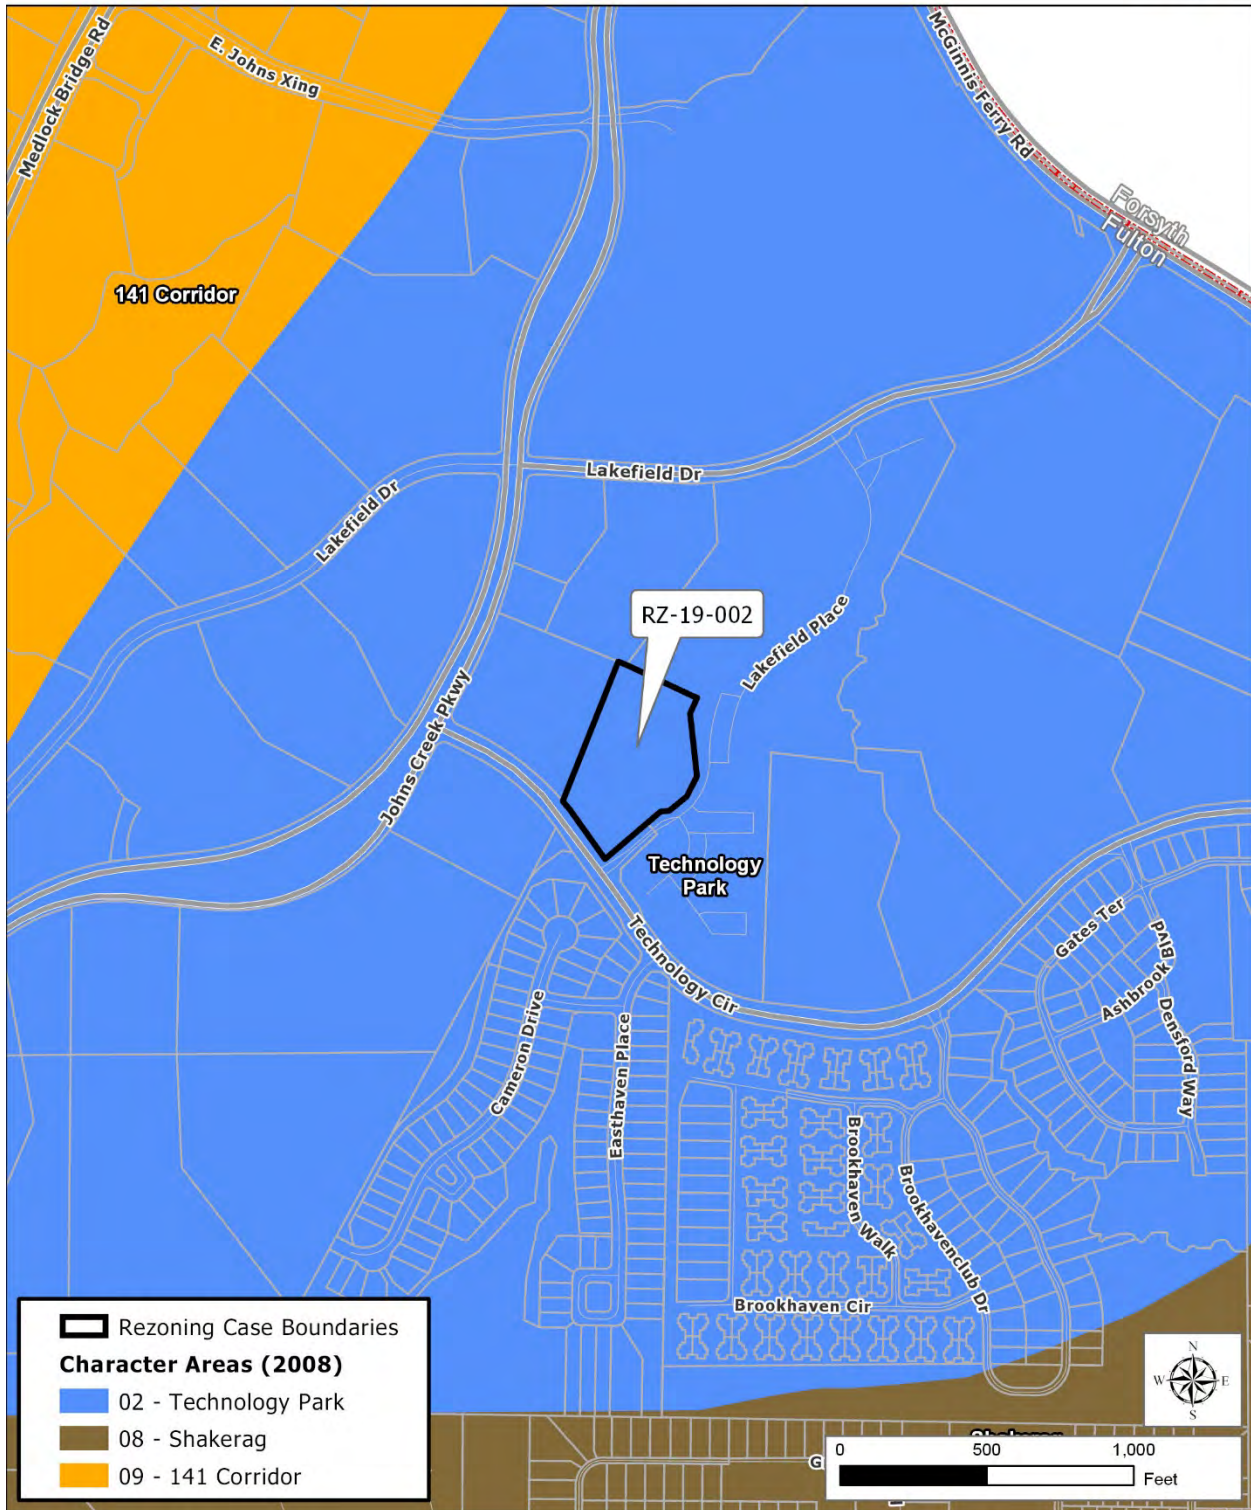 Medlock Bridge Rd
E. Johns Xing
McGinnis Ferry Rd
Forsyth
Fulton
141 Corridor
Lakefield Dr
Lakefield Dr
RZ-19-002
Lakefield Place
Johns Creek Pkwy
Technology
Park
Technology Cir
Gates Ter
Ashbrook Blvd
Densford Way
Cameron Drive
Easthaven Place
Brookhaven Walk
Brookhavenclub Dr
Brookhaven Cir
Rezoning Case Boundaries
Character Areas (2008)
02 - Technology Park
08 - Shakerag
09 - 141 Corridor
N
W E
S
0 500 1,000
Feet